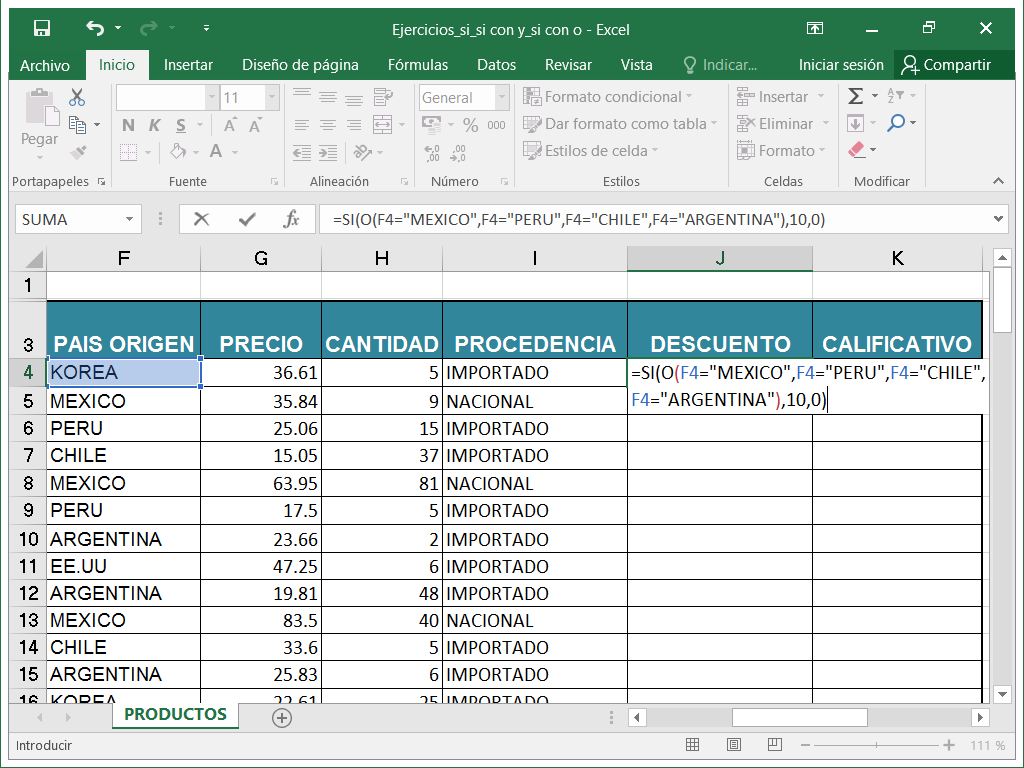 Ejercicios_si_si con y_si con o - Excel
Archivo Inicio Insertar Diseño de página Fórmulas Datos Revisar Vista Indicar... Iniciar sesión Compartir
Pegar
Portapapeles
11
N K S A A
A
Fuente
Alineación
General
% 000
Número
Formato condicional
Dar formato como tabla
Estilos de celda
Estilos
Insertar
Eliminar
Formato
Celdas
Σ
Modificar
SUMA fx =SI(O(F4="MEXICO",F4="PERU",F4="CHILE",F4="ARGENTINA"),10,0)
F G H I J K
1
3 PAIS ORIGEN PRECIO CANTIDAD PROCEDENCIA DESCUENTO CALIFICATIVO
4 KOREA 36.61 5 IMPORTADO =SI(O(F4="MEXICO",F4="PERU",F4="CHILE",
5 MEXICO 35.84 9 NACIONAL F4="ARGENTINA"),10,0)
6 PERU 25.06 15 IMPORTADO
7 CHILE 15.05 37 IMPORTADO
8 MEXICO 63.95 81 NACIONAL
9 PERU 17.5 5 IMPORTADO
10 ARGENTINA 23.66 2 IMPORTADO
11 EE.UU 47.25 6 IMPORTADO
12 ARGENTINA 19.81 48 IMPORTADO
13 MEXICO 83.5 40 NACIONAL
14 CHILE 33.6 5 IMPORTADO
15 ARGENTINA 25.83 6 IMPORTADO
16 KOREA 22.61 25 IMPORTADO
PRODUCTOS
Introducir 111 %